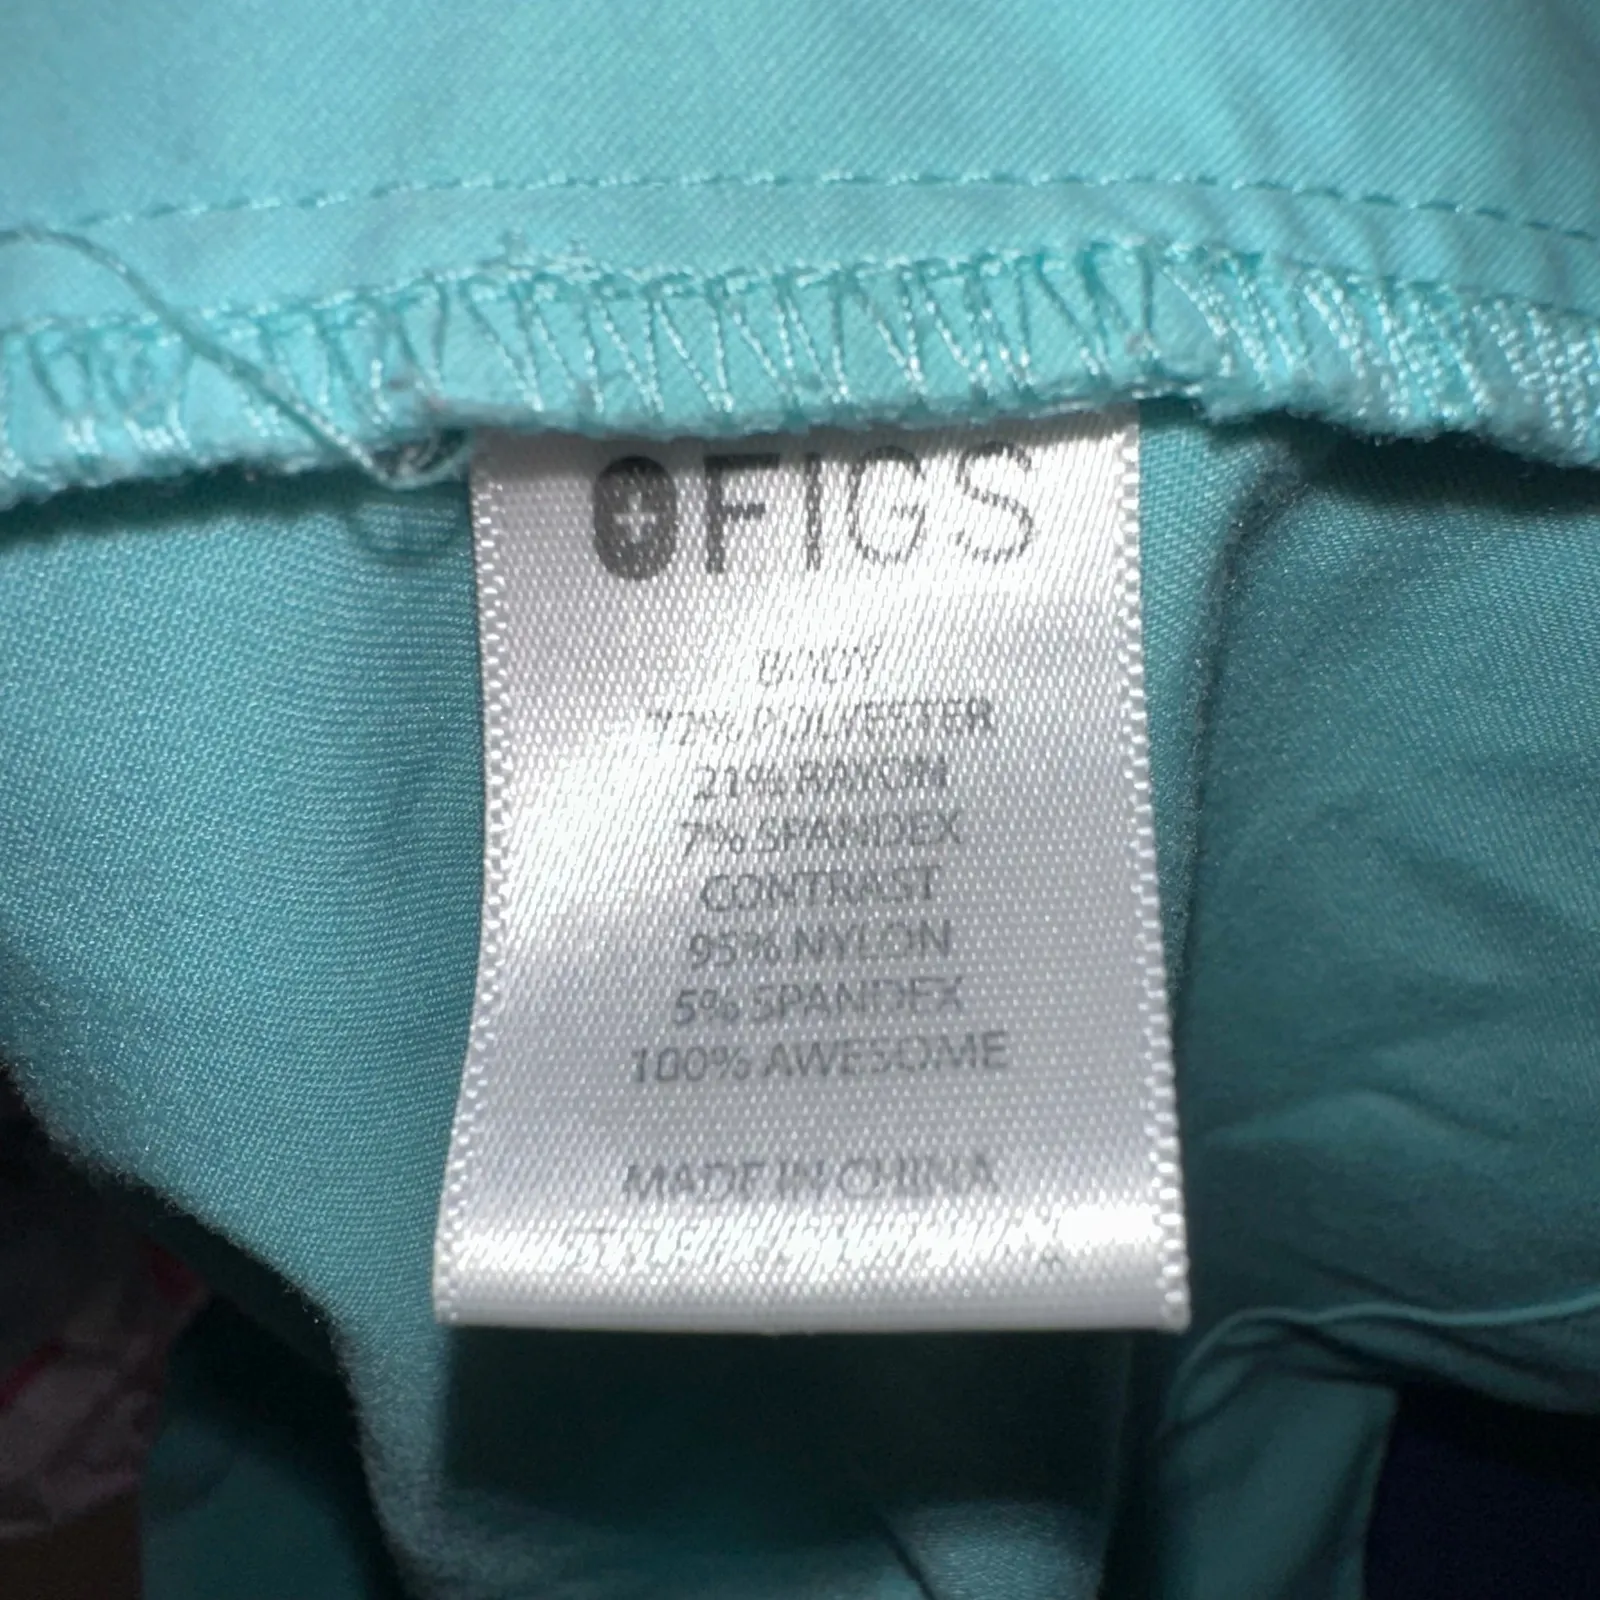 FIGS
BODY
72% POLYESTER
21% RAYON
7% SPANDEX
CONTRAST
95% NYLON
5% SPANDEX
100% AWESOME
MADE IN CHINA